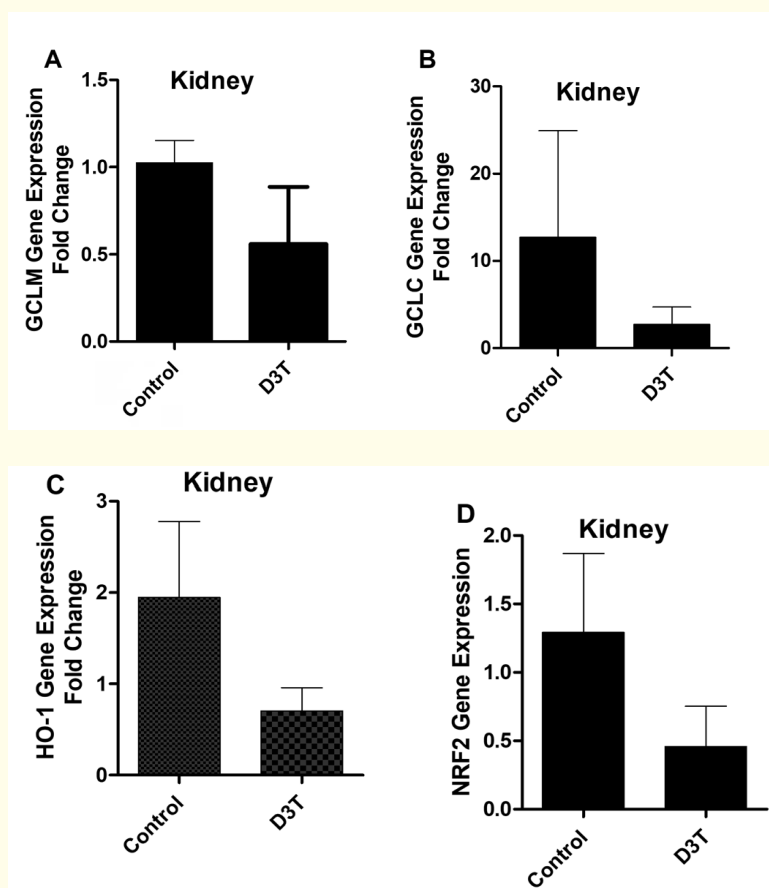 A
Kidney
GCLM Gene Expression
Fold Change
1.5
1.0
0.5
0.0
Control
D3T
B
Kidney
GCLC Gene Expression
Fold Change
30
20
10
0
Control
D3T
C
Kidney
HO-1 Gene Expression
Fold Change
3
2
1
0
Control
D3T
D
Kidney
NRF2 Gene Expression
2.0
1.5
1.0
0.5
0.0
Control
D3T